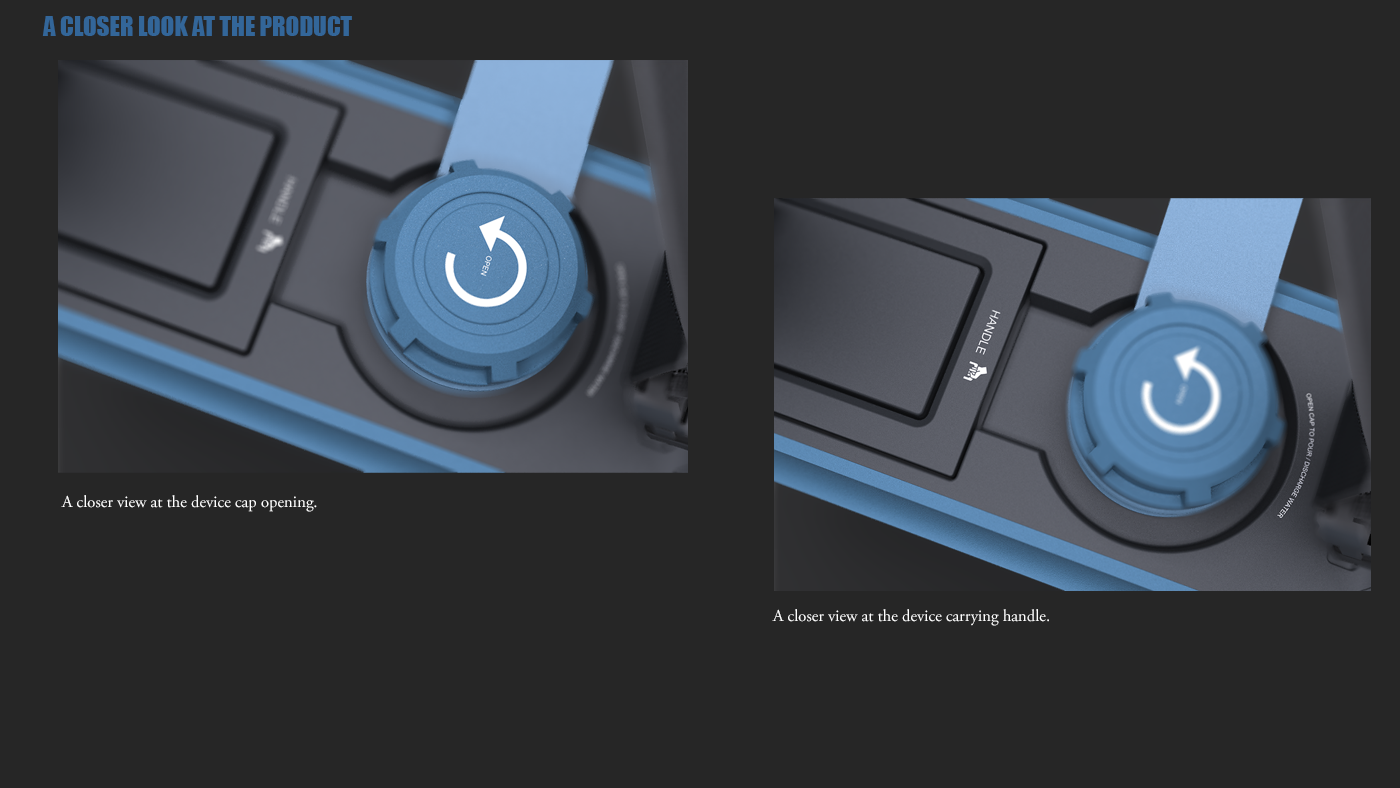 A CLOSER LOOK AT THE PRODUCT
HANDLE
OPEN
A closer view at the device cap opening.
HANDLE
OPEN CAP TO POUR / DISCHARGE WATER
A closer view at the device carrying handle.